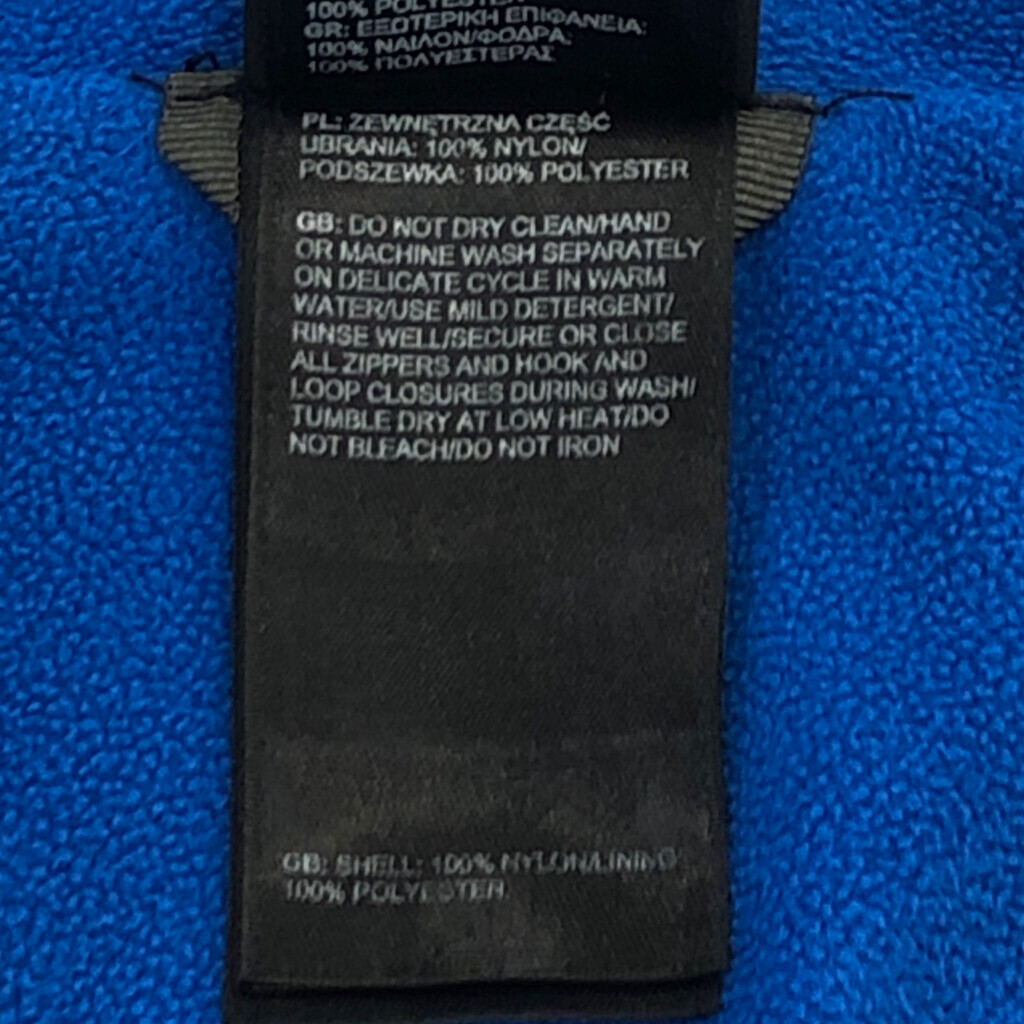 100% POLYESTER
GR: ΕΞΩΤΕΡΙΚΗ ΕΠΙΦΑΝΕΙΑ:
100% ΝΑΙΛΟΝ/ΦΟΔΡΑ:
100% ΠΟΛΥΕΣΤΕΡΑΣ
PL: ZEWNĘTRZNA CZĘŚĆ
UBRANIA: 100% NYLON/
PODSZEWKA: 100% POLYESTER
GB: DO NOT DRY CLEAN/HAND
OR MACHINE WASH SEPARATELY
ON DELICATE CYCLE IN WARM
WATER/USE MILD DETERGENT/
RINSE WELL/SECURE OR CLOSE
ALL ZIPPERS AND HOOK AND
LOOP CLOSURES DURING WASH/
TUMBLE DRY AT LOW HEAT/DO
NOT BLEACH/DO NOT IRON
GB: SHELL: 100% NYLON/LINING:
100% POLYESTER